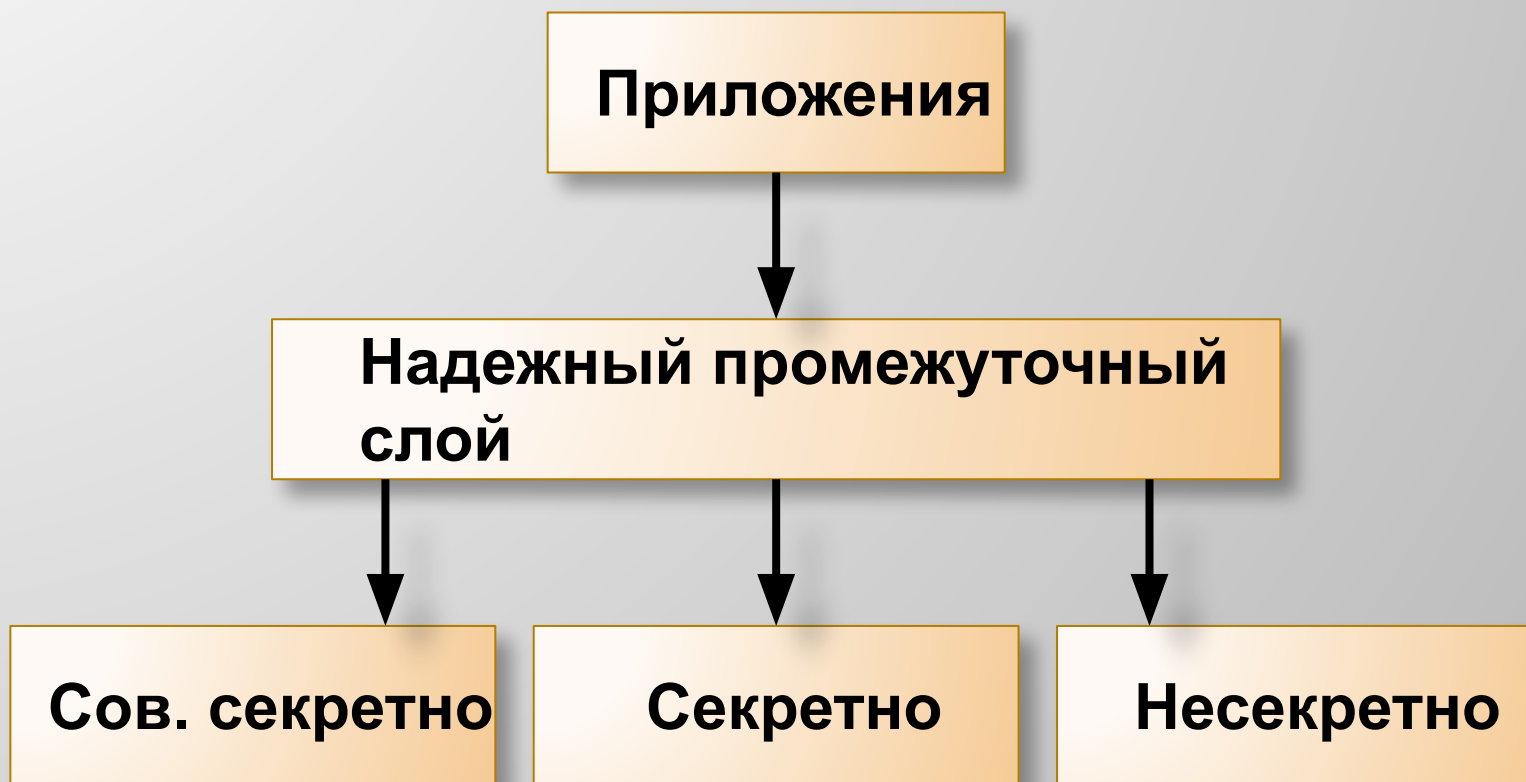 Приложения
Надежный промежуточный
слой
Сов. секретно
Секретно
Несекретно